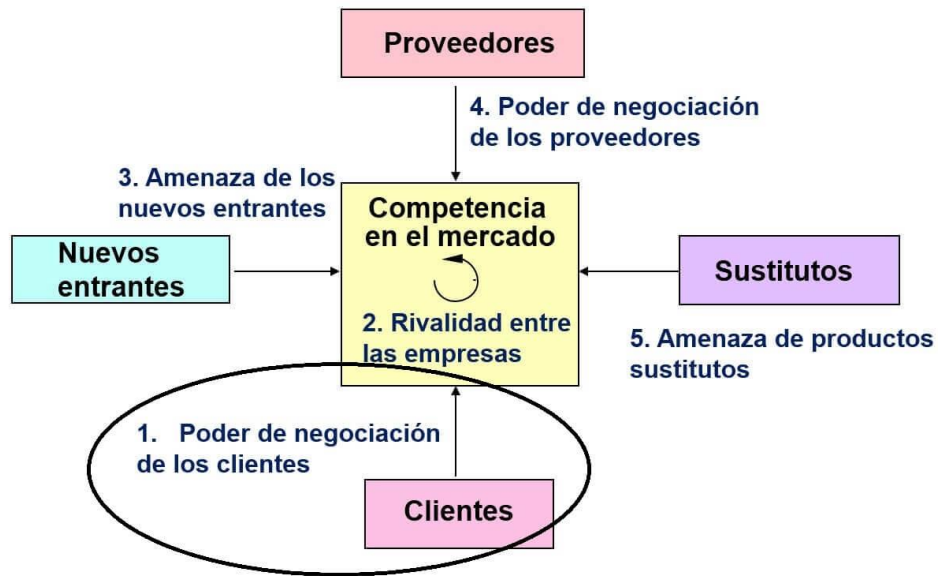 Proveedores
4. Poder de negociación
de los proveedores
3. Amenaza de los
nuevos entrantes
Competencia
en el mercado
Nuevos
entrantes
Sustitutos
2. Rivalidad entre
las empresas
5. Amenaza de productos
sustitutos
1. Poder de negociación
de los clientes
Clientes